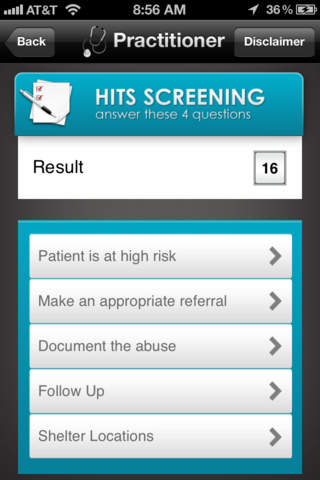 AT&T 8:56 AM 36%
Back Practitioner Disclaimer
HITS SCREENING
answer these 4 questions
Result 16
Patient is at high risk
Make an appropriate referral
Document the abuse
Follow Up
Shelter Locations